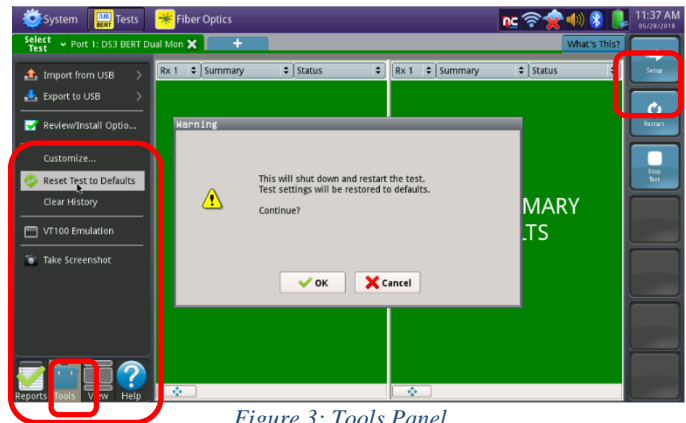 System
Tests
Fiber Optics
11:37 AM
05/28/2018
Select Test
Port 1: DS3 BERT Dual Mon
What's This?
Import from USB
Export to USB
Review/Install Optio...
Customize...
Reset Test to Defaults
Clear History
VT100 Emulation
Take Screenshot
Reports
Tools
View
Help
Rx 1
Summary
Status
Rx 1
Summary
Status
Warning
This will shut down and restart the test.
Test settings will be restored to defaults.
Continue?
OK
Cancel
MARY
LTS
Setup
Restart
Stop
Test
Figure 3: Tools Panel